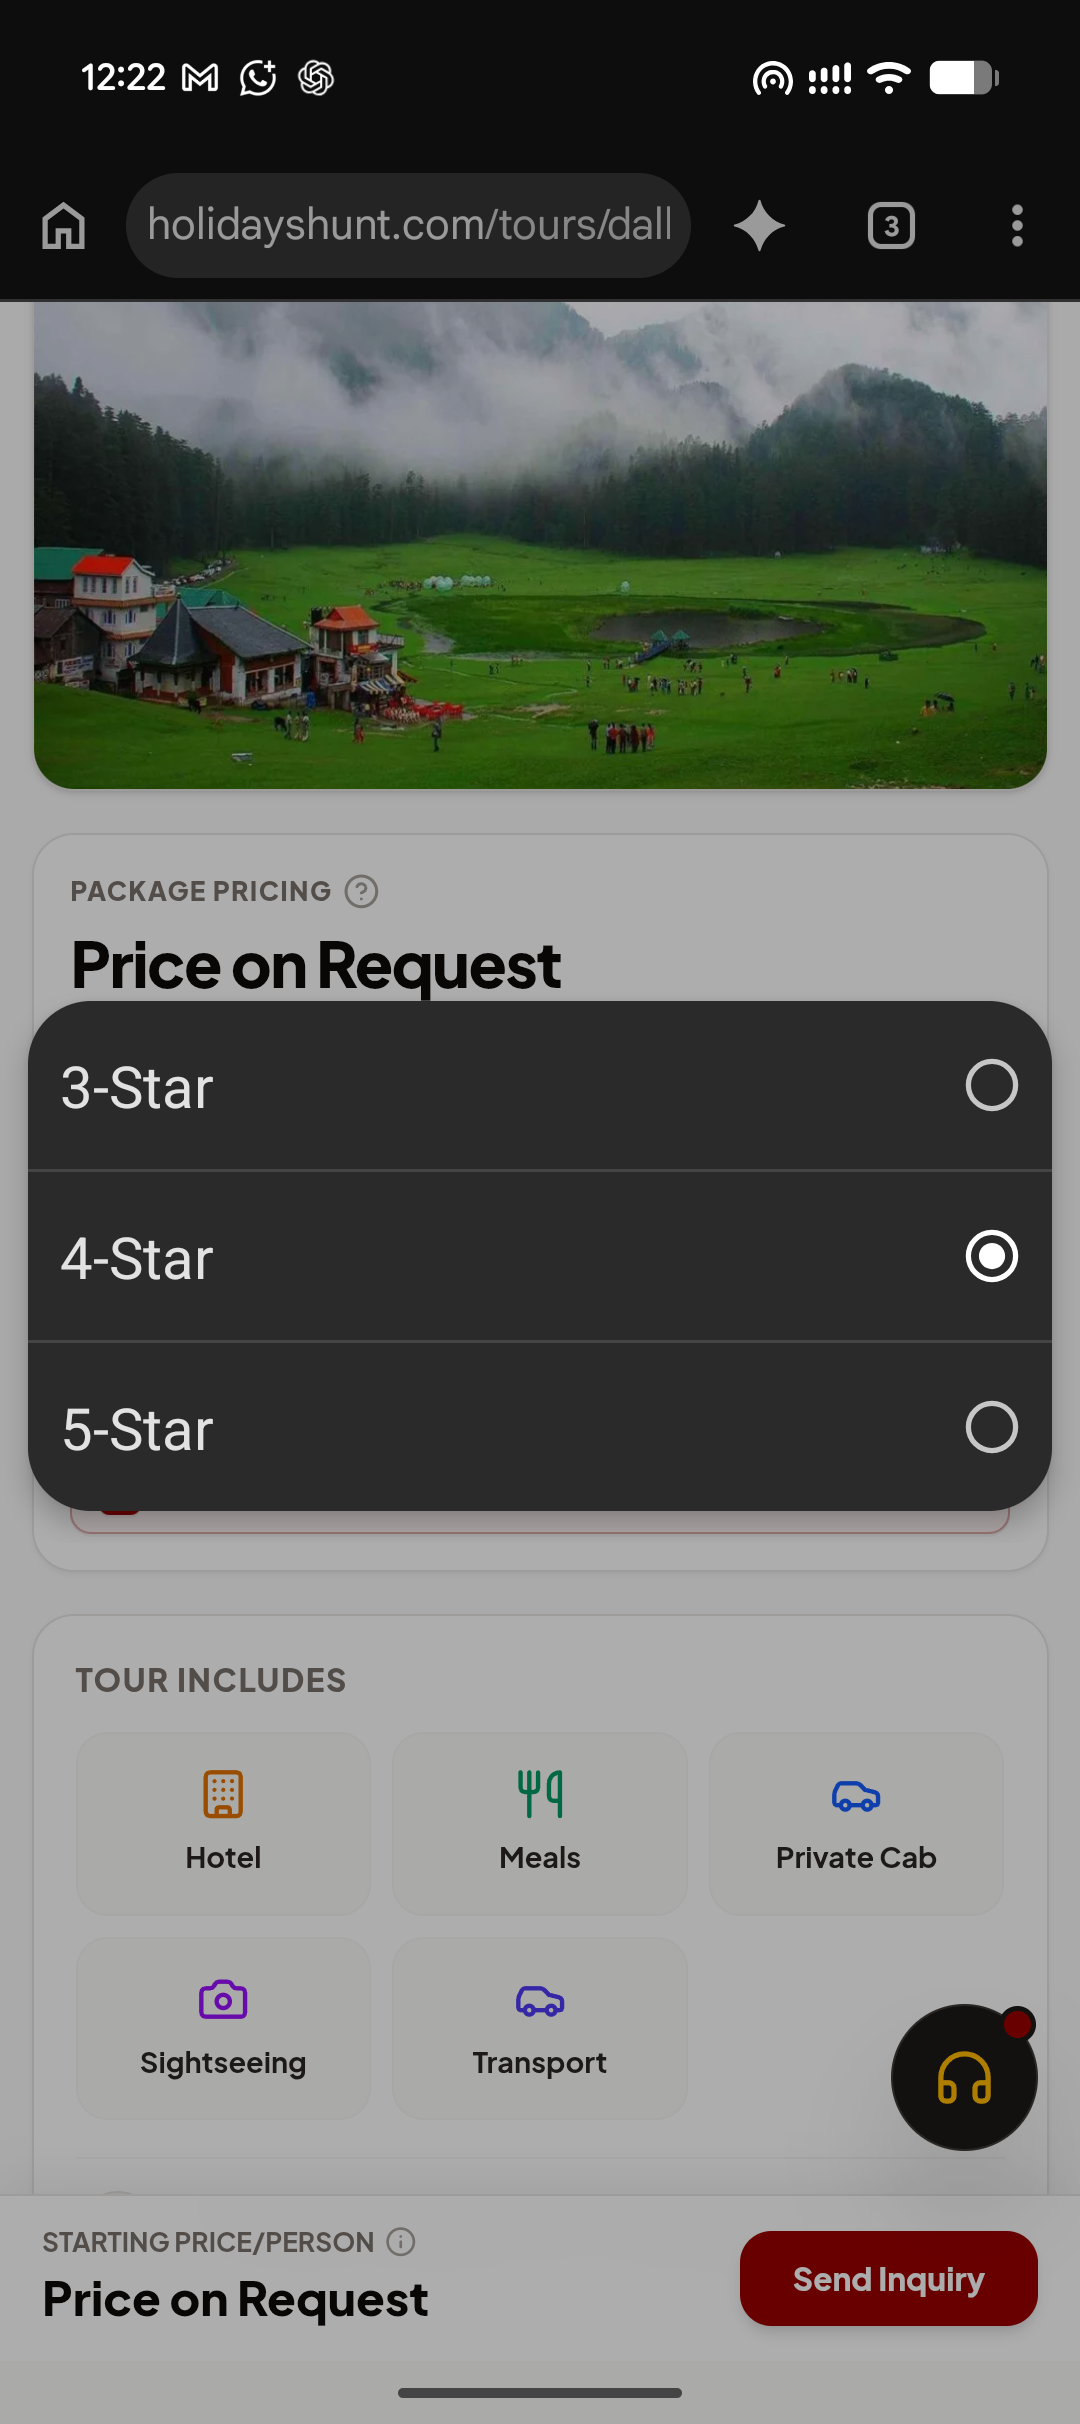 12:22
holidayshunt.com/tours/dall
3
PACKAGE PRICING
Price on Request
3-Star
4-Star
5-Star
TOUR INCLUDES
Hotel
Meals
Private Cab
Sightseeing
Transport
STARTING PRICE/PERSON
Price on Request
Send Inquiry